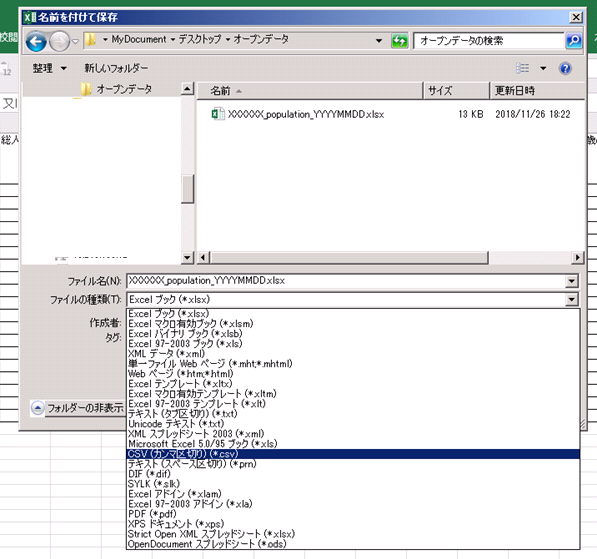 名前を付けて保存
校閲
MyDocument ▾ デスクトップ ▾ オープンデータ
オープンデータの検索
整理 ▼ 新しいフォルダー
12
オープンデータ
名前 サイズ 更新日時
XXXXXX_population_YYYYMMDD.xlsx 13 KB 2018/11/26 18:22
総人
ファイル名(N): XXXXXX_population_YYYYMMDD.xlsx
ファイルの種類(T): Excel ブック (*.xlsx)
作成者:
タグ:
Excel ブック (*.xlsx)
Excel マクロ有効ブック (*.xlsm)
Excel バイナリ ブック (*.xlsb)
Excel 97-2003 ブック (*.xls)
XML データ (*.xml)
単一ファイル Web ページ (*.mht;*.mhtml)
Web ページ (*.htm;*.html)
Excel テンプレート (*.xltx)
Excel マクロ有効テンプレート (*.xltm)
Excel 97-2003 テンプレート (*.xlt)
テキスト (タブ区切り) (*.txt)
Unicode テキスト (*.txt)
XML スプレッドシート 2003 (*.xml)
Microsoft Excel 5.0/95 ブック (*.xls)
CSV (カンマ区切り) (*.csv)
テキスト (スペース区切り) (*.prn)
DIF (*.dif)
SYLK (*.slk)
Excel アドイン (*.xlam)
Excel 97-2003 アドイン (*.xla)
PDF (*.pdf)
XPS ドキュメント (*.xps)
Strict Open XML スプレッドシート (*.xlsx)
OpenDocument スプレッドシート (*.ods)
フォルダーの非表示